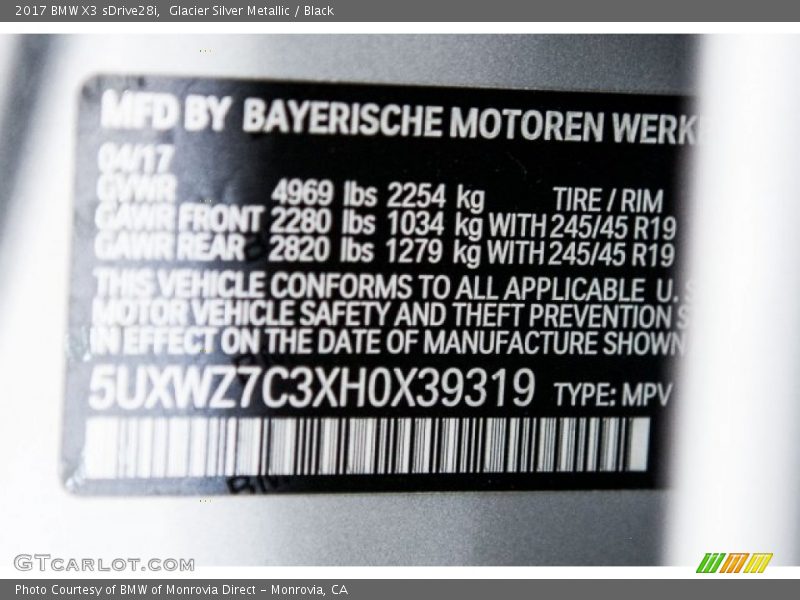 2017 BMW X3 sDrive28i, Glacier Silver Metallic / Black
MFD BY BAYERISCHE MOTOREN WERKE
04/17
GVWR 4969 lbs 2254 kg TIRE / RIM
GAWR FRONT 2280 lbs 1034 kg WITH 245/45 R19
GAWR REAR 2820 lbs 1279 kg WITH 245/45 R19
THIS VEHICLE CONFORMS TO ALL APPLICABLE U.S
MOTOR VEHICLE SAFETY AND THEFT PREVENTION S
IN EFFECT ON THE DATE OF MANUFACTURE SHOWN
5UXWZ7C3XH0X39319 TYPE: MPV
GTCARLOT.COM
Photo Courtesy of BMW of Monrovia Direct - Monrovia, CA